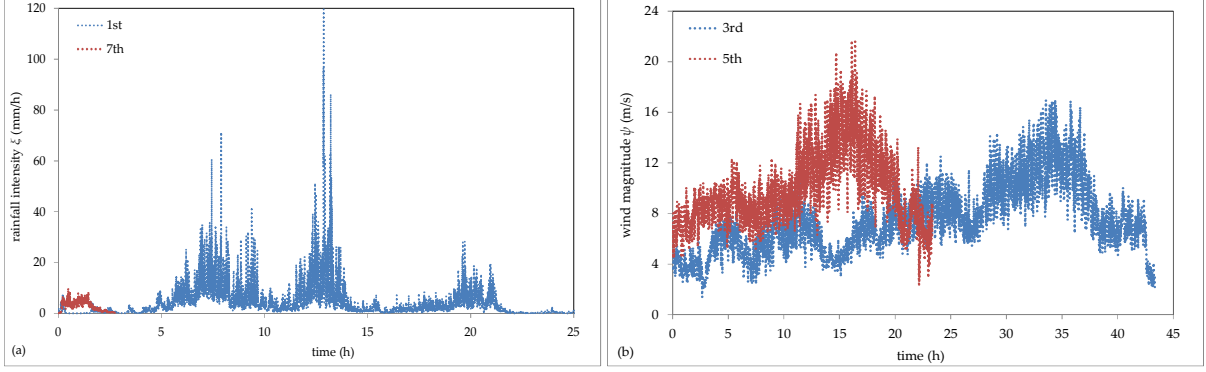 1st
7th
rainfall intensity ξ (mm/h)
120
100
80
60
40
20
0
0 5 10 15 20 25
time (h)
(a)
3rd
5th
wind magnitude ψ (m/s)
24
20
16
12
8
4
0
0 5 10 15 20 25 30 35 40 45
time (h)
(b)